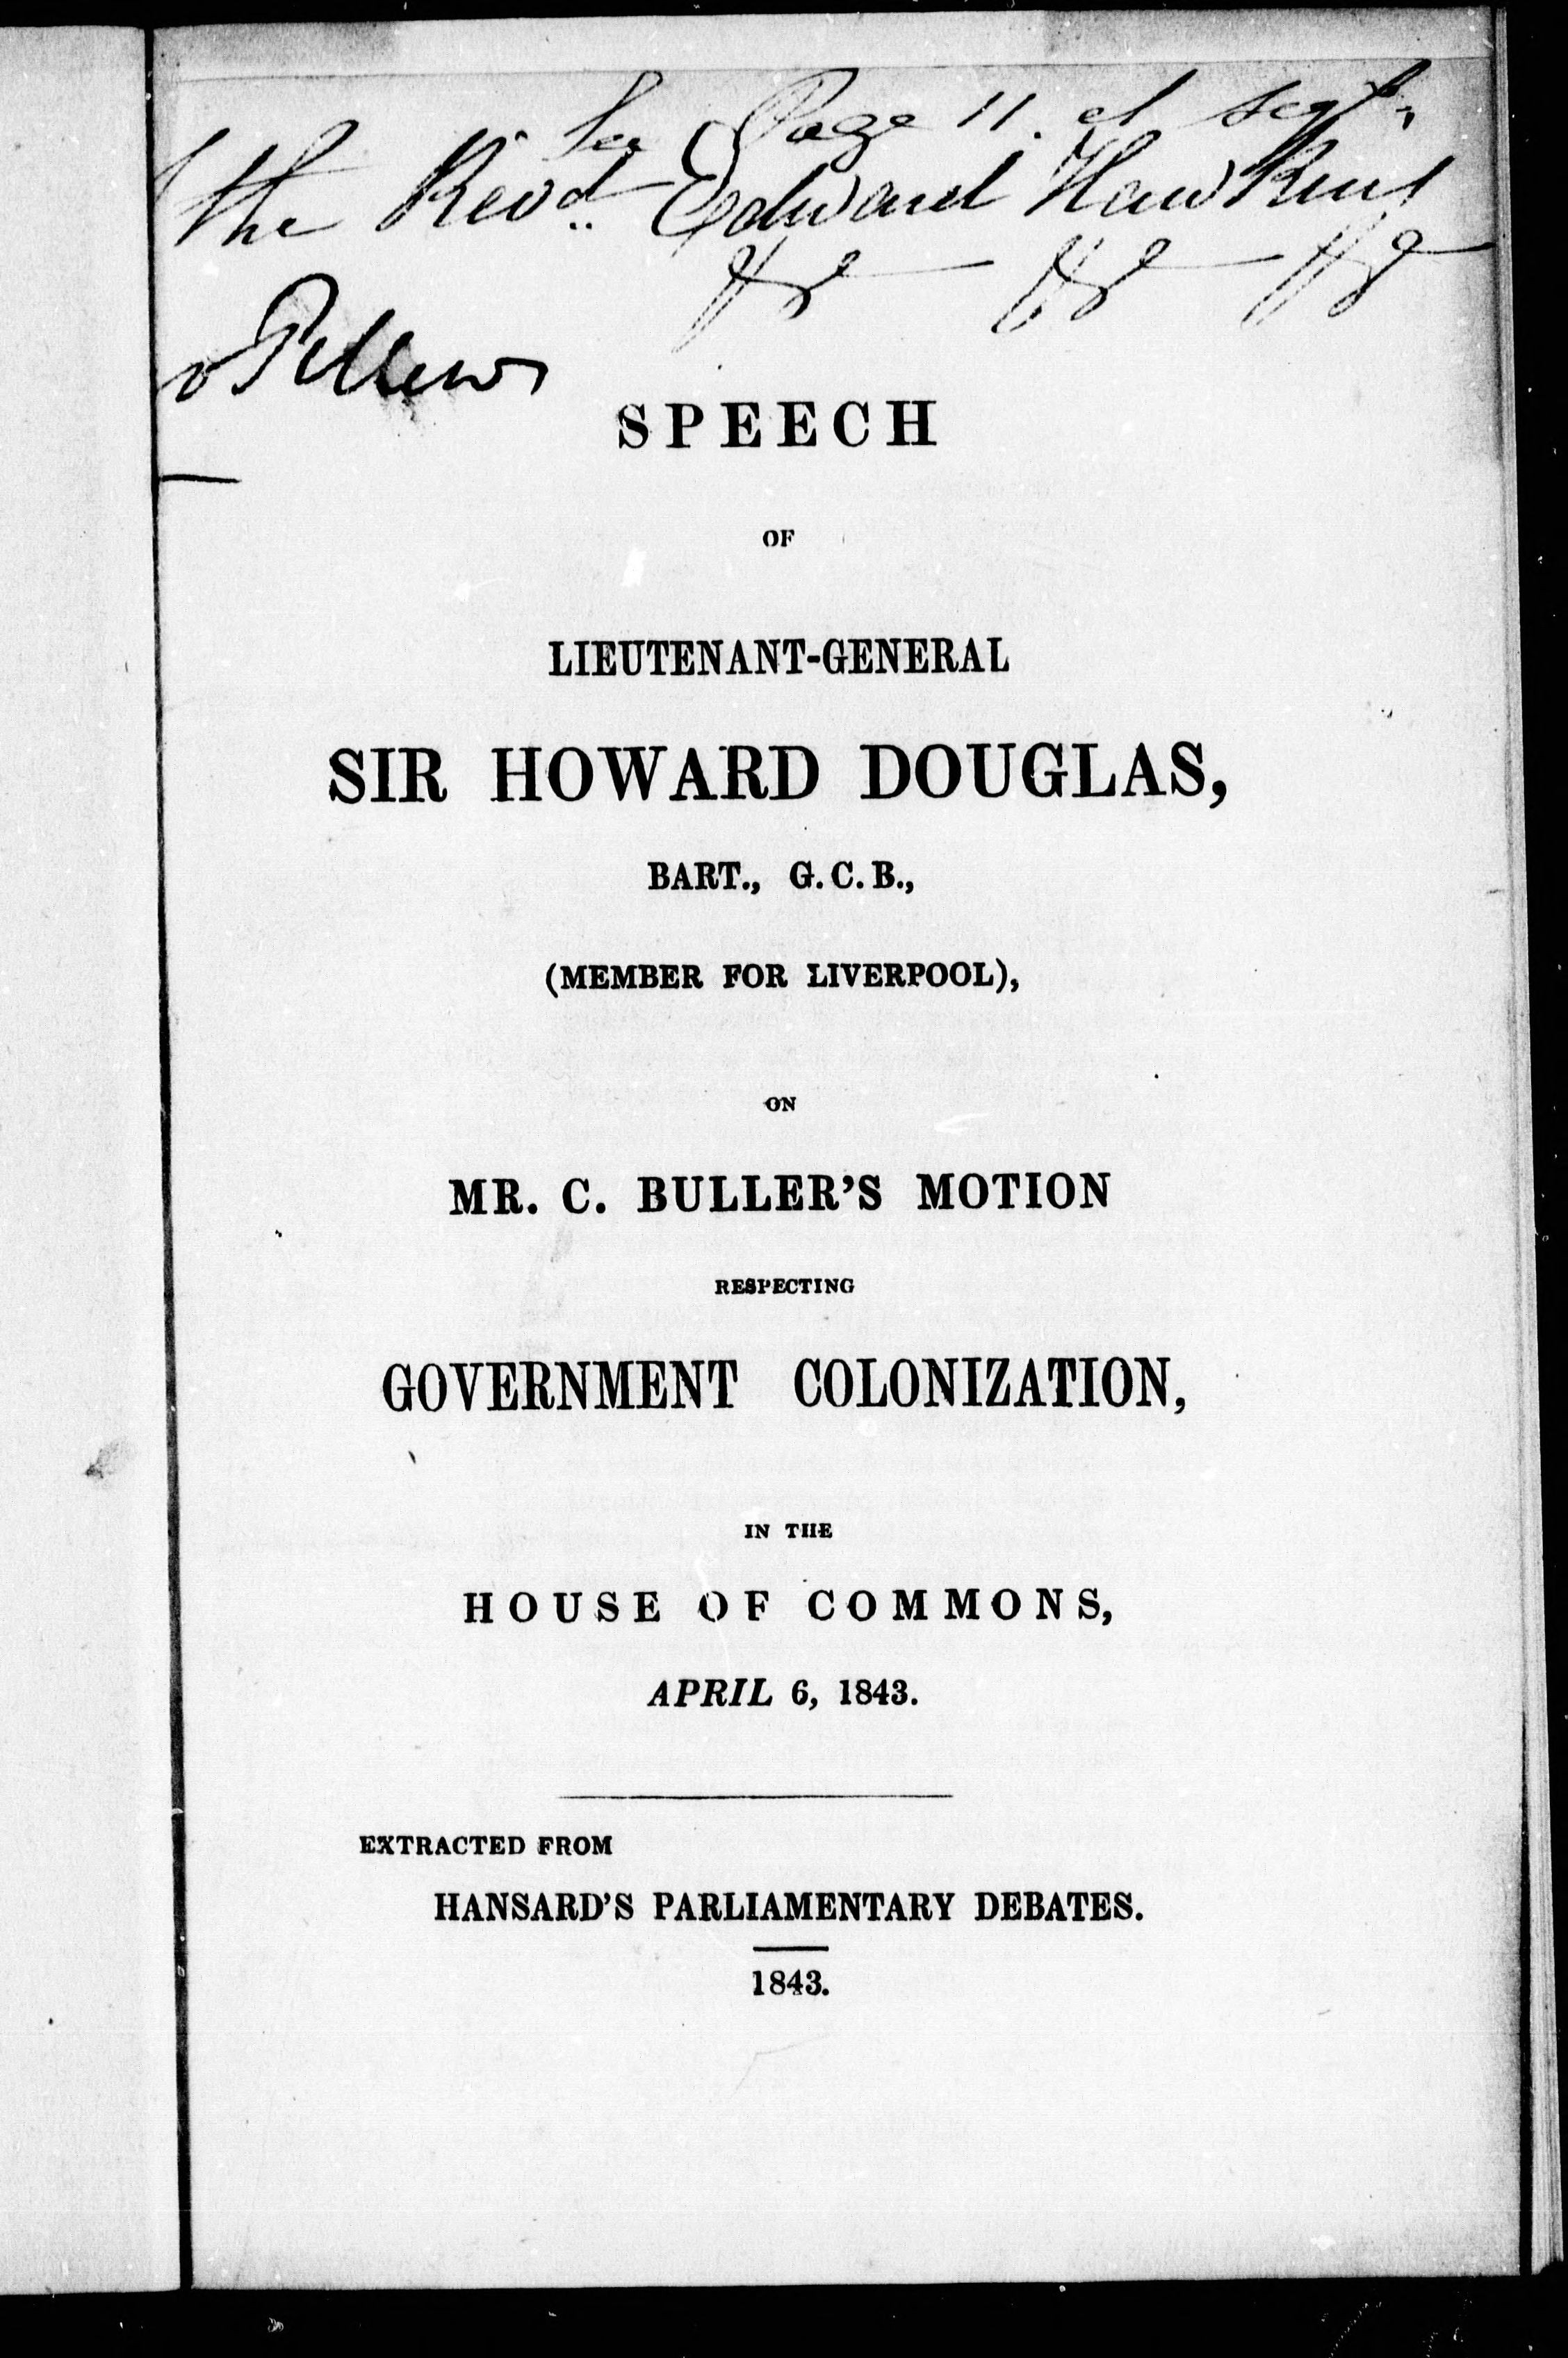 See Page 11. et seqt.
the Revd. Edward Hawkins
&c &c &c
SPEECH
OF
LIEUTENANT-GENERAL
SIR HOWARD DOUGLAS,
BART., G.C.B.,
(MEMBER FOR LIVERPOOL),
ON
MR. C. BULLER'S MOTION
RESPECTING
GOVERNMENT COLONIZATION,
IN THE
HOUSE OF COMMONS,
APRIL 6, 1843.
EXTRACTED FROM
HANSARD'S PARLIAMENTARY DEBATES.
1843.